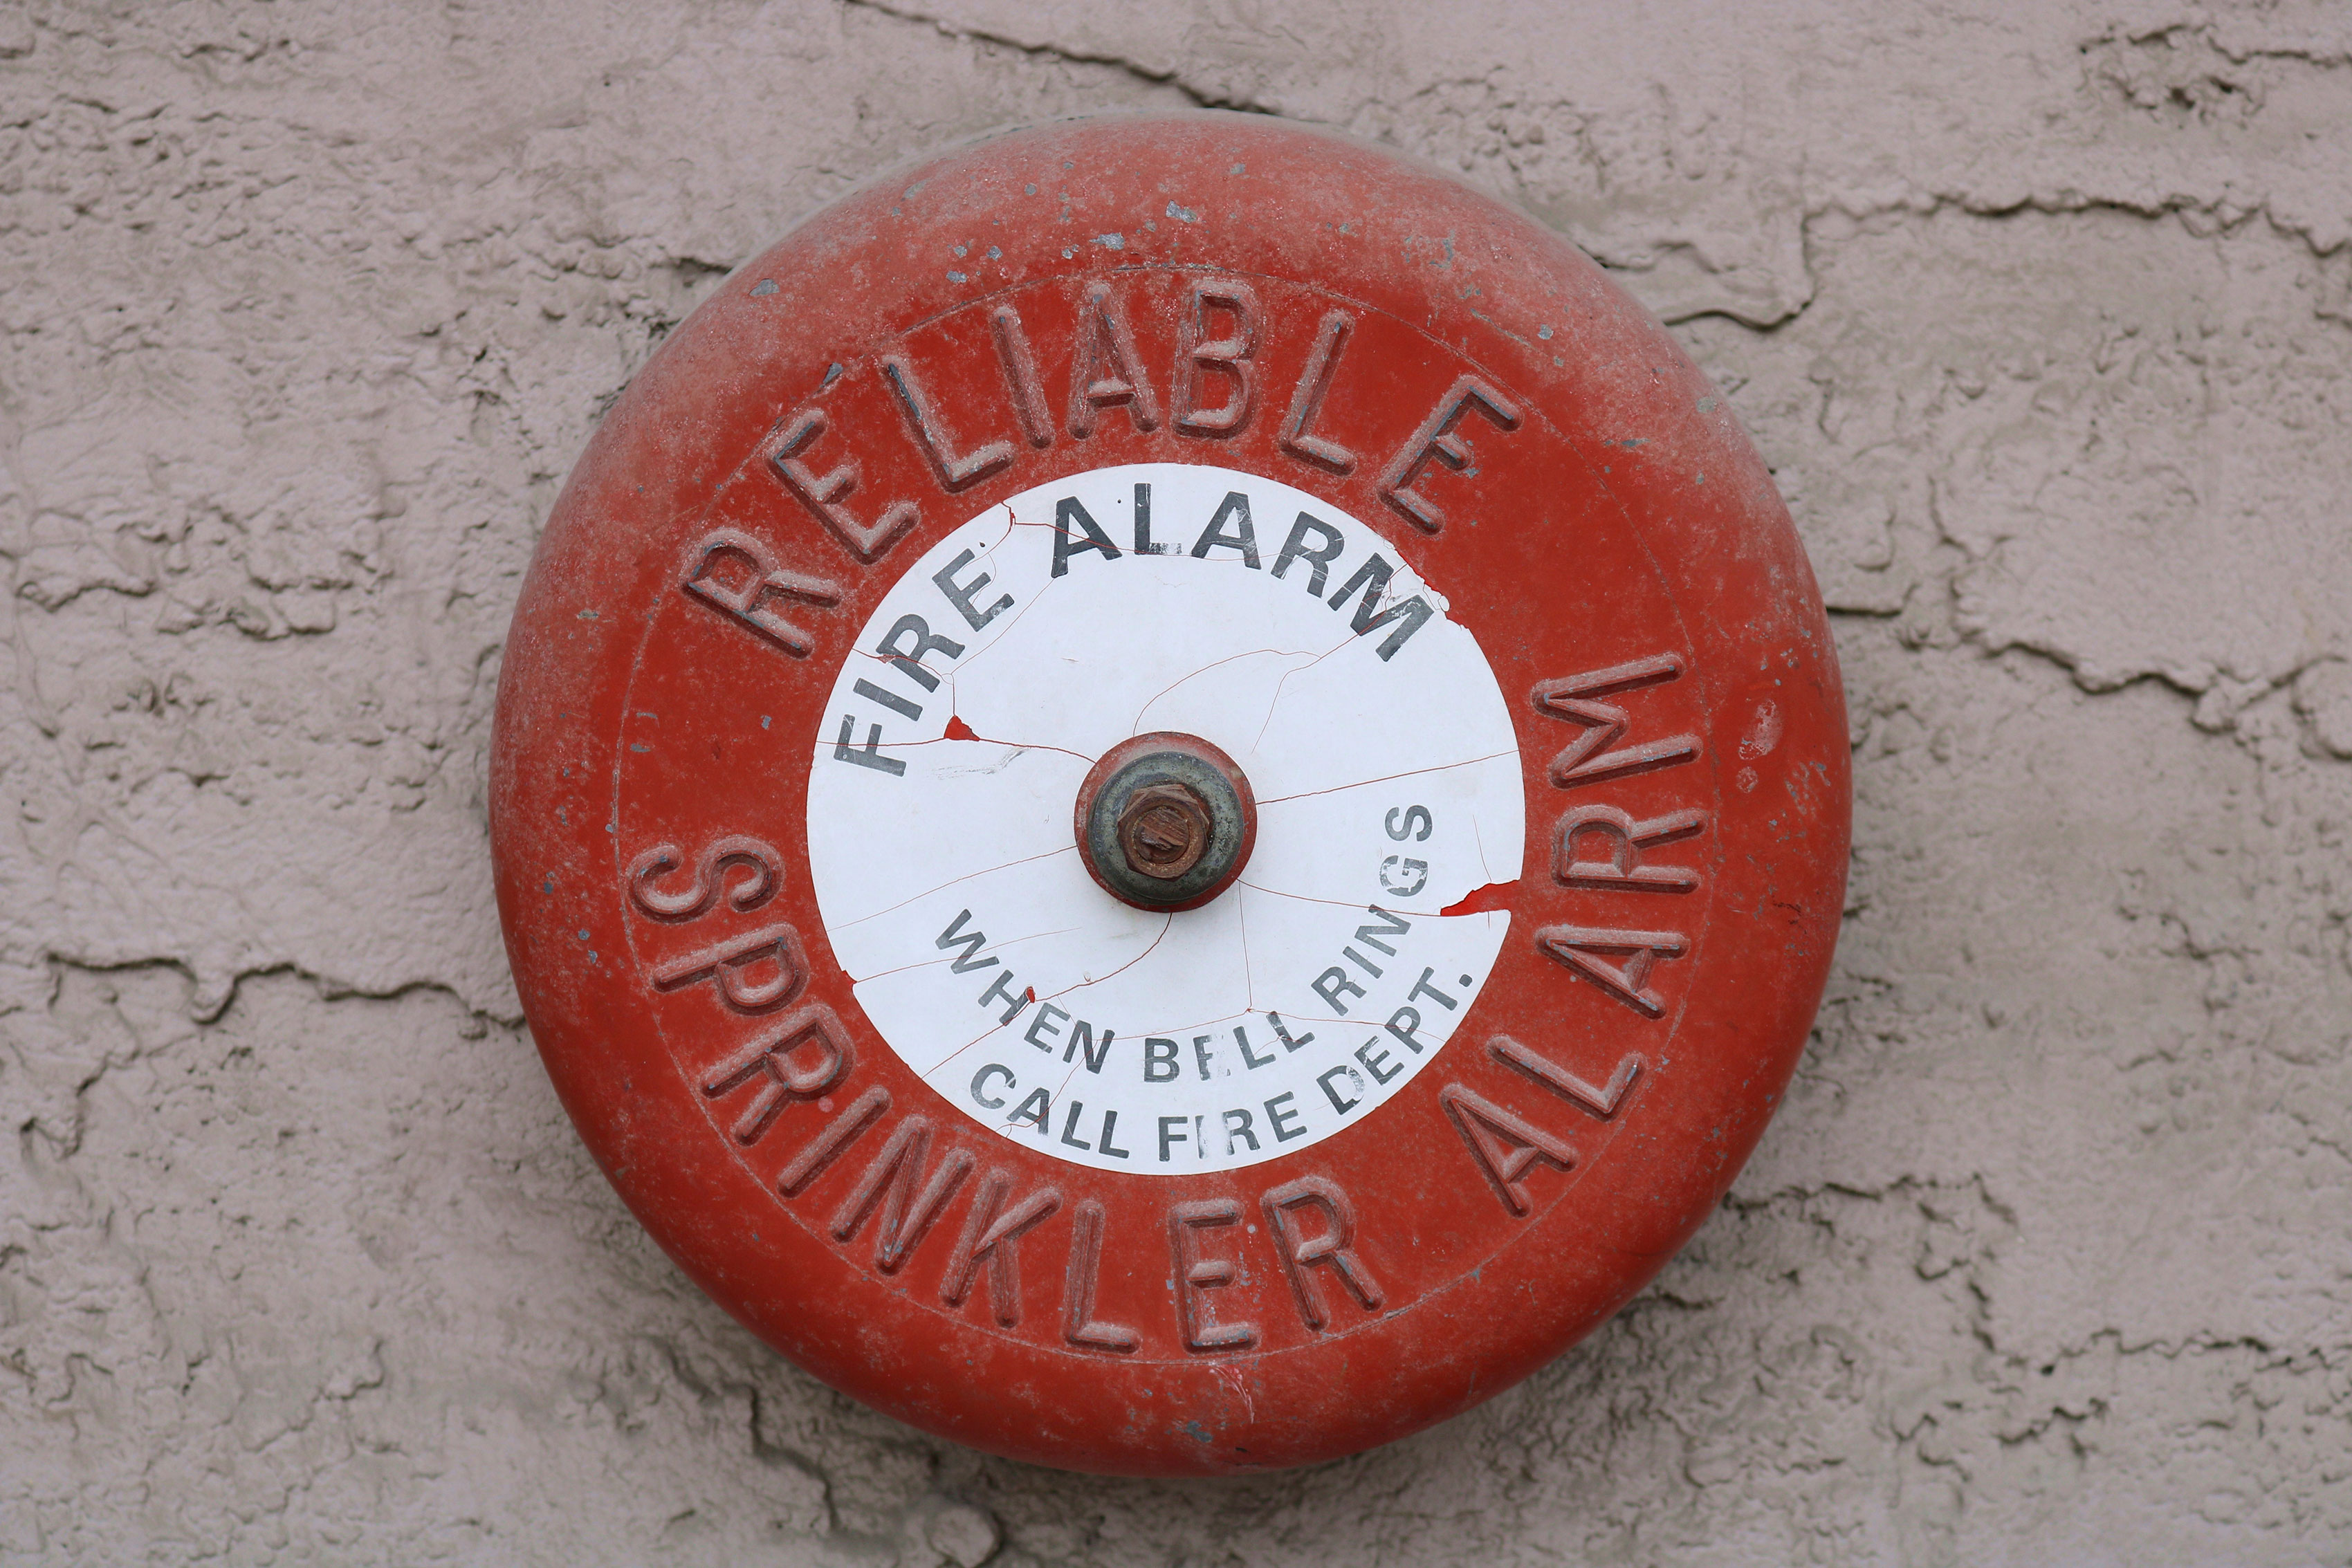 RELIABLE
FIRE ALARM
WHEN BELL RINGS
CALL FIRE DEPT.
SPRINKLER ALARM